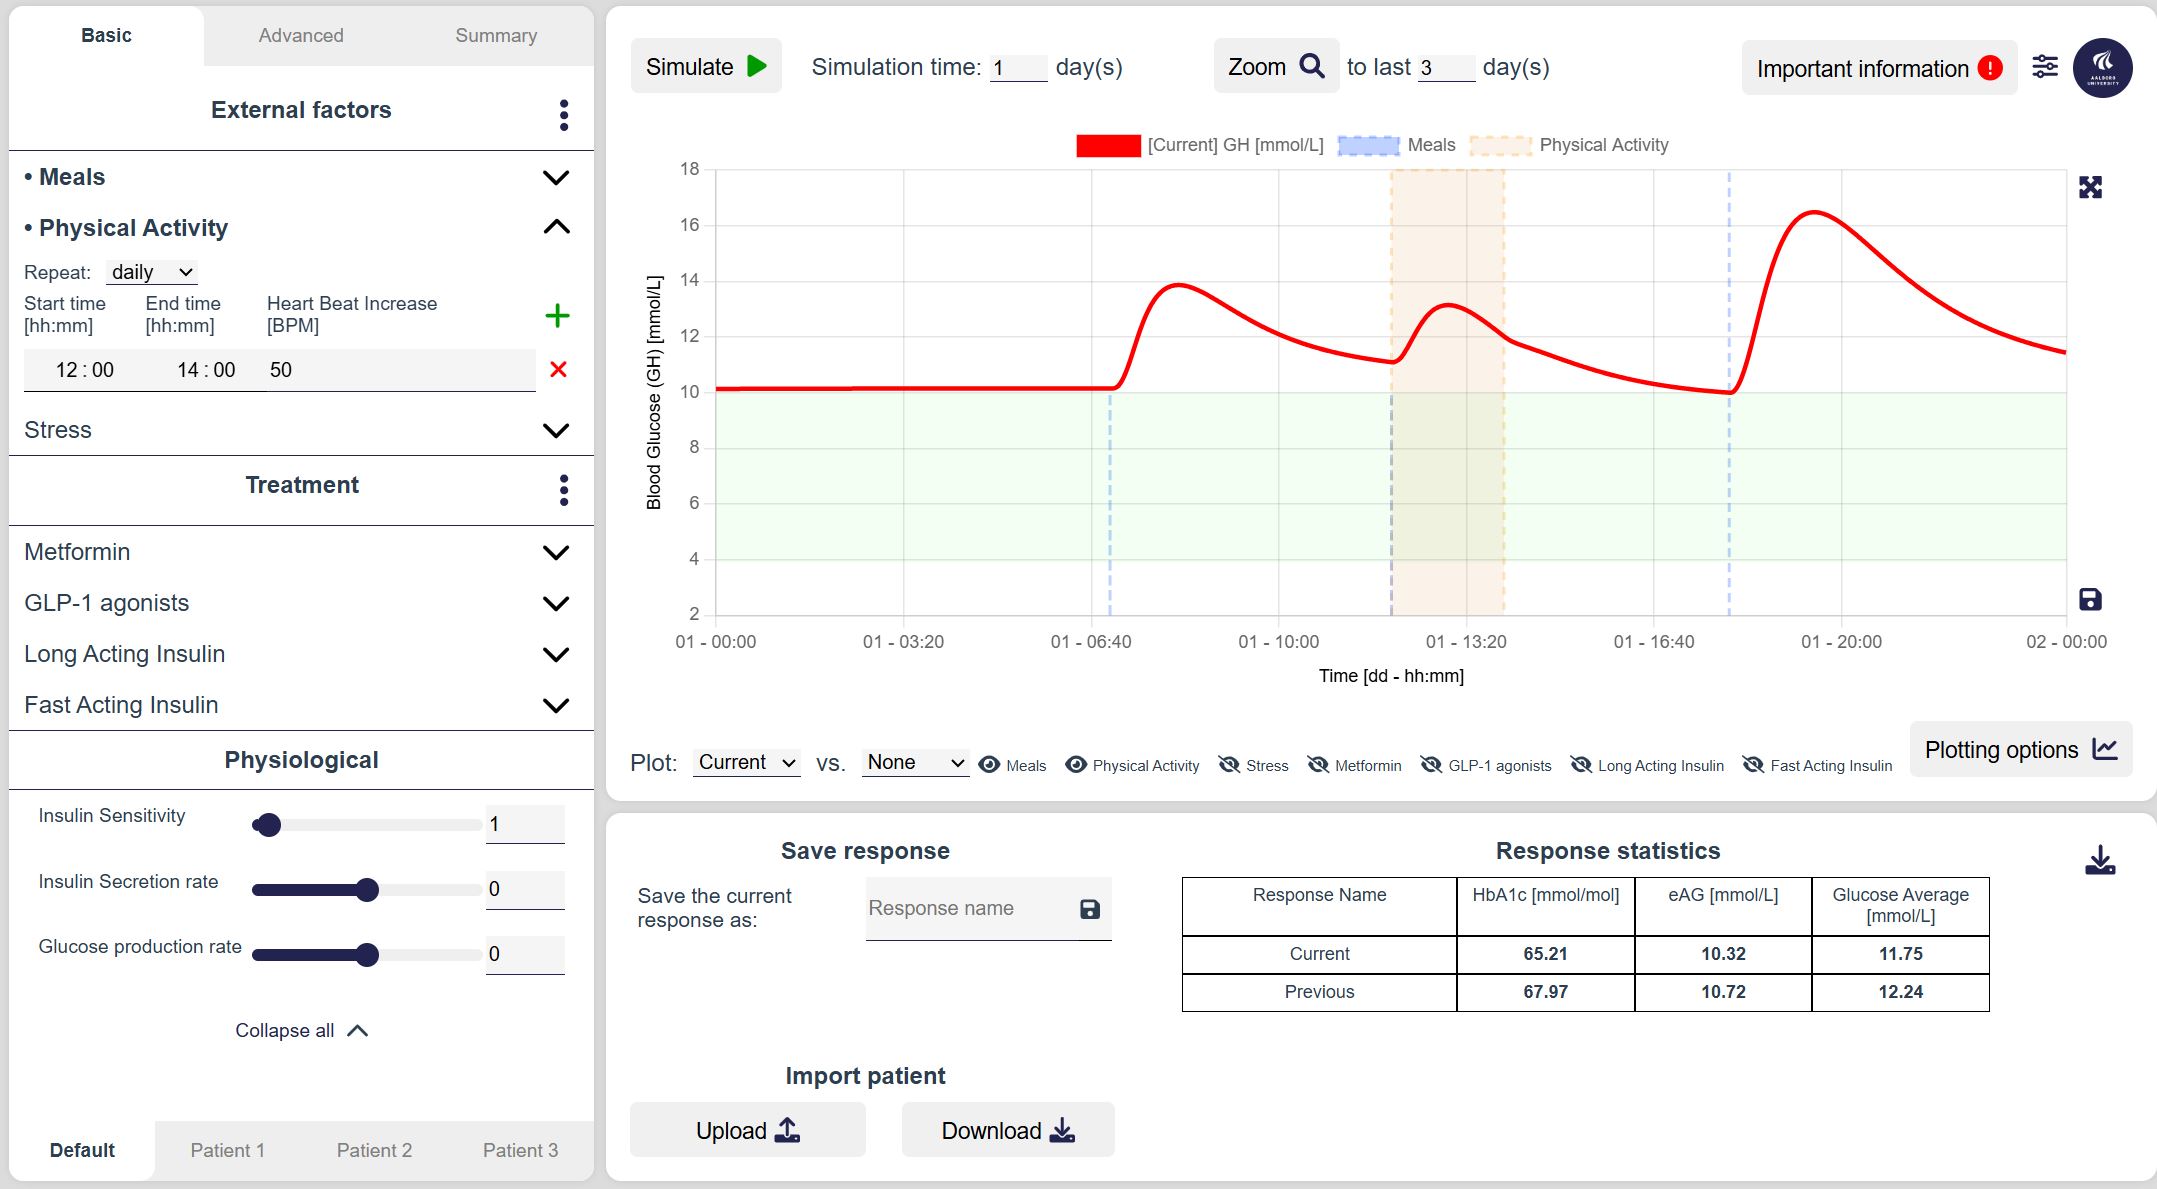 Basic
Advanced
Summary
External factors
• Meals
• Physical Activity
Repeat: daily
Start time [hh:mm]
End time [hh:mm]
Heart Beat Increase [BPM]
12 : 00
14 : 00
50
Stress
Treatment
Metformin
GLP-1 agonists
Long Acting Insulin
Fast Acting Insulin
Physiological
Insulin Sensitivity
1
Insulin Secretion rate
0
Glucose production rate
0
Collapse all
Default
Patient 1
Patient 2
Patient 3
Simulate
Simulation time: 1 day(s)
Zoom to last 3 day(s)
Important information
AALBORG
UNIVERSITY
[Current] GH [mmol/L]
Meals
Physical Activity
Blood Glucose (GH) [mmol/L]
18
16
14
12
10
8
6
4
2
01 - 00:00
01 - 03:20
01 - 06:40
01 - 10:00
01 - 13:20
01 - 16:40
01 - 20:00
02 - 00:00
Time [dd - hh:mm]
Plot: Current vs. None
Meals
Physical Activity
Stress
Metformin
GLP-1 agonists
Long Acting Insulin
Fast Acting Insulin
Plotting options
Save response
Save the current
response as:
Response name
Import patient
Upload
Download
Response statistics
Response Name
HbA1c [mmol/mol]
eAG [mmol/L]
Glucose Average
[mmol/L]
Current
65.21
10.32
11.75
Previous
67.97
10.72
12.24